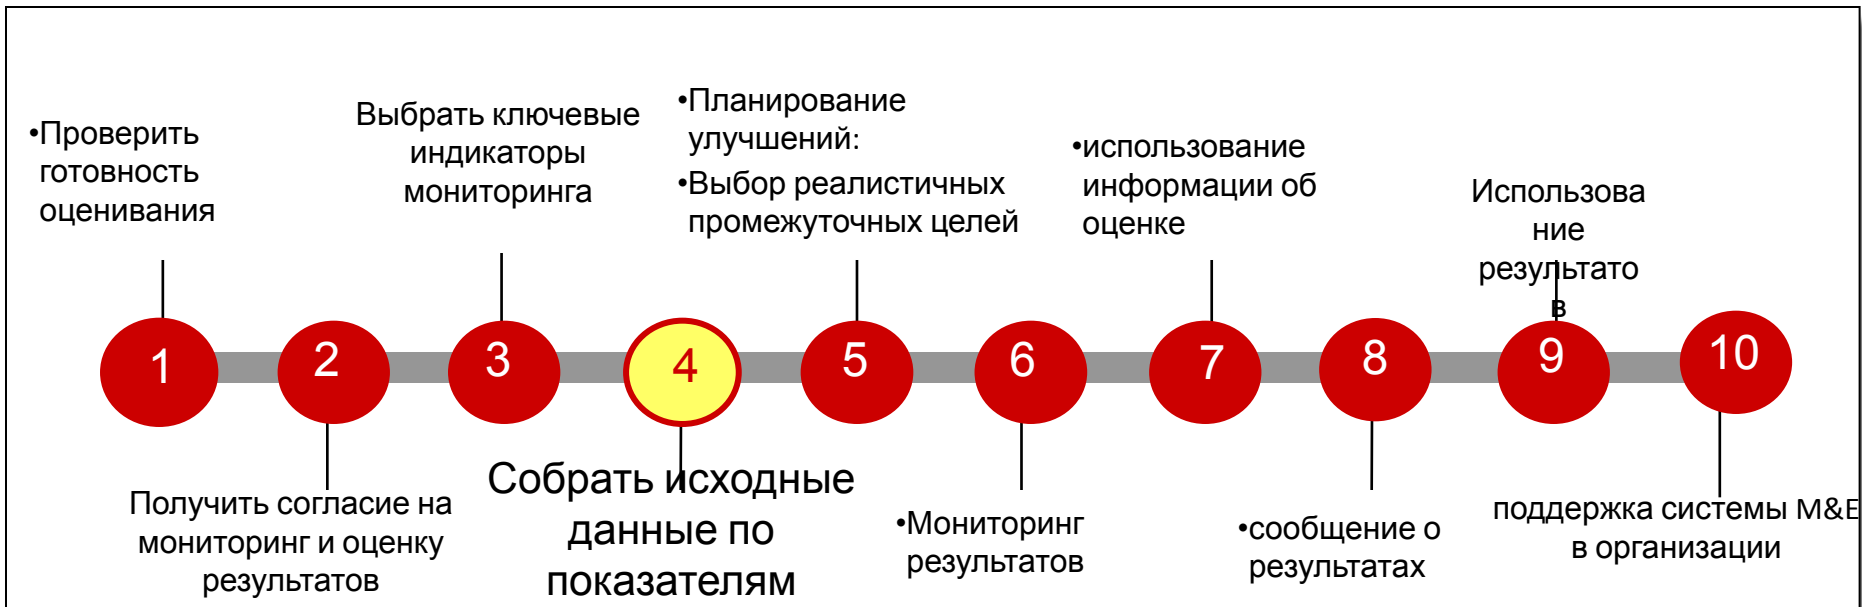 •Проверить
готовность
оценивания
Выбрать ключевые
индикаторы
мониторинга
•Планирование
улучшений:
•Выбор реалистичных
промежуточных целей
•использование
информации об
оценке
Использова
ние
результато
в
1
2
3
4
5
6
7
8
9
10
Получить согласие на
мониторинг и оценку
результатов
Собрать исходные
данные по
показателям
•Мониторинг
результатов
•сообщение о
результатах
поддержка системы M&E
в организации